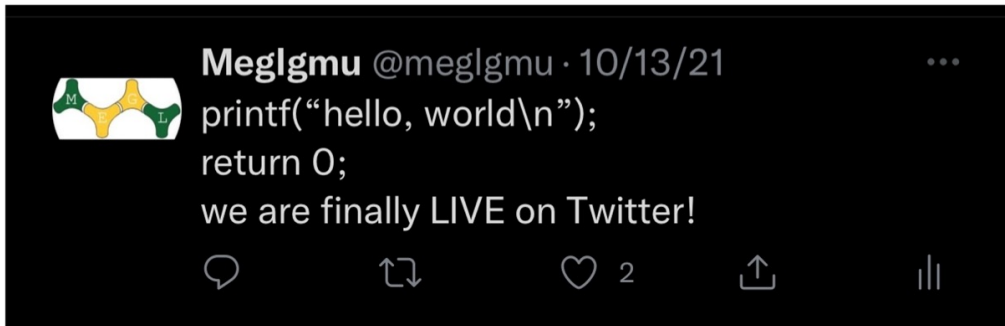 Meglgmu @meglgmu · 10/13/21
M E G L
printf(“hello, world\n”);
return 0;
we are finally LIVE on Twitter!
2